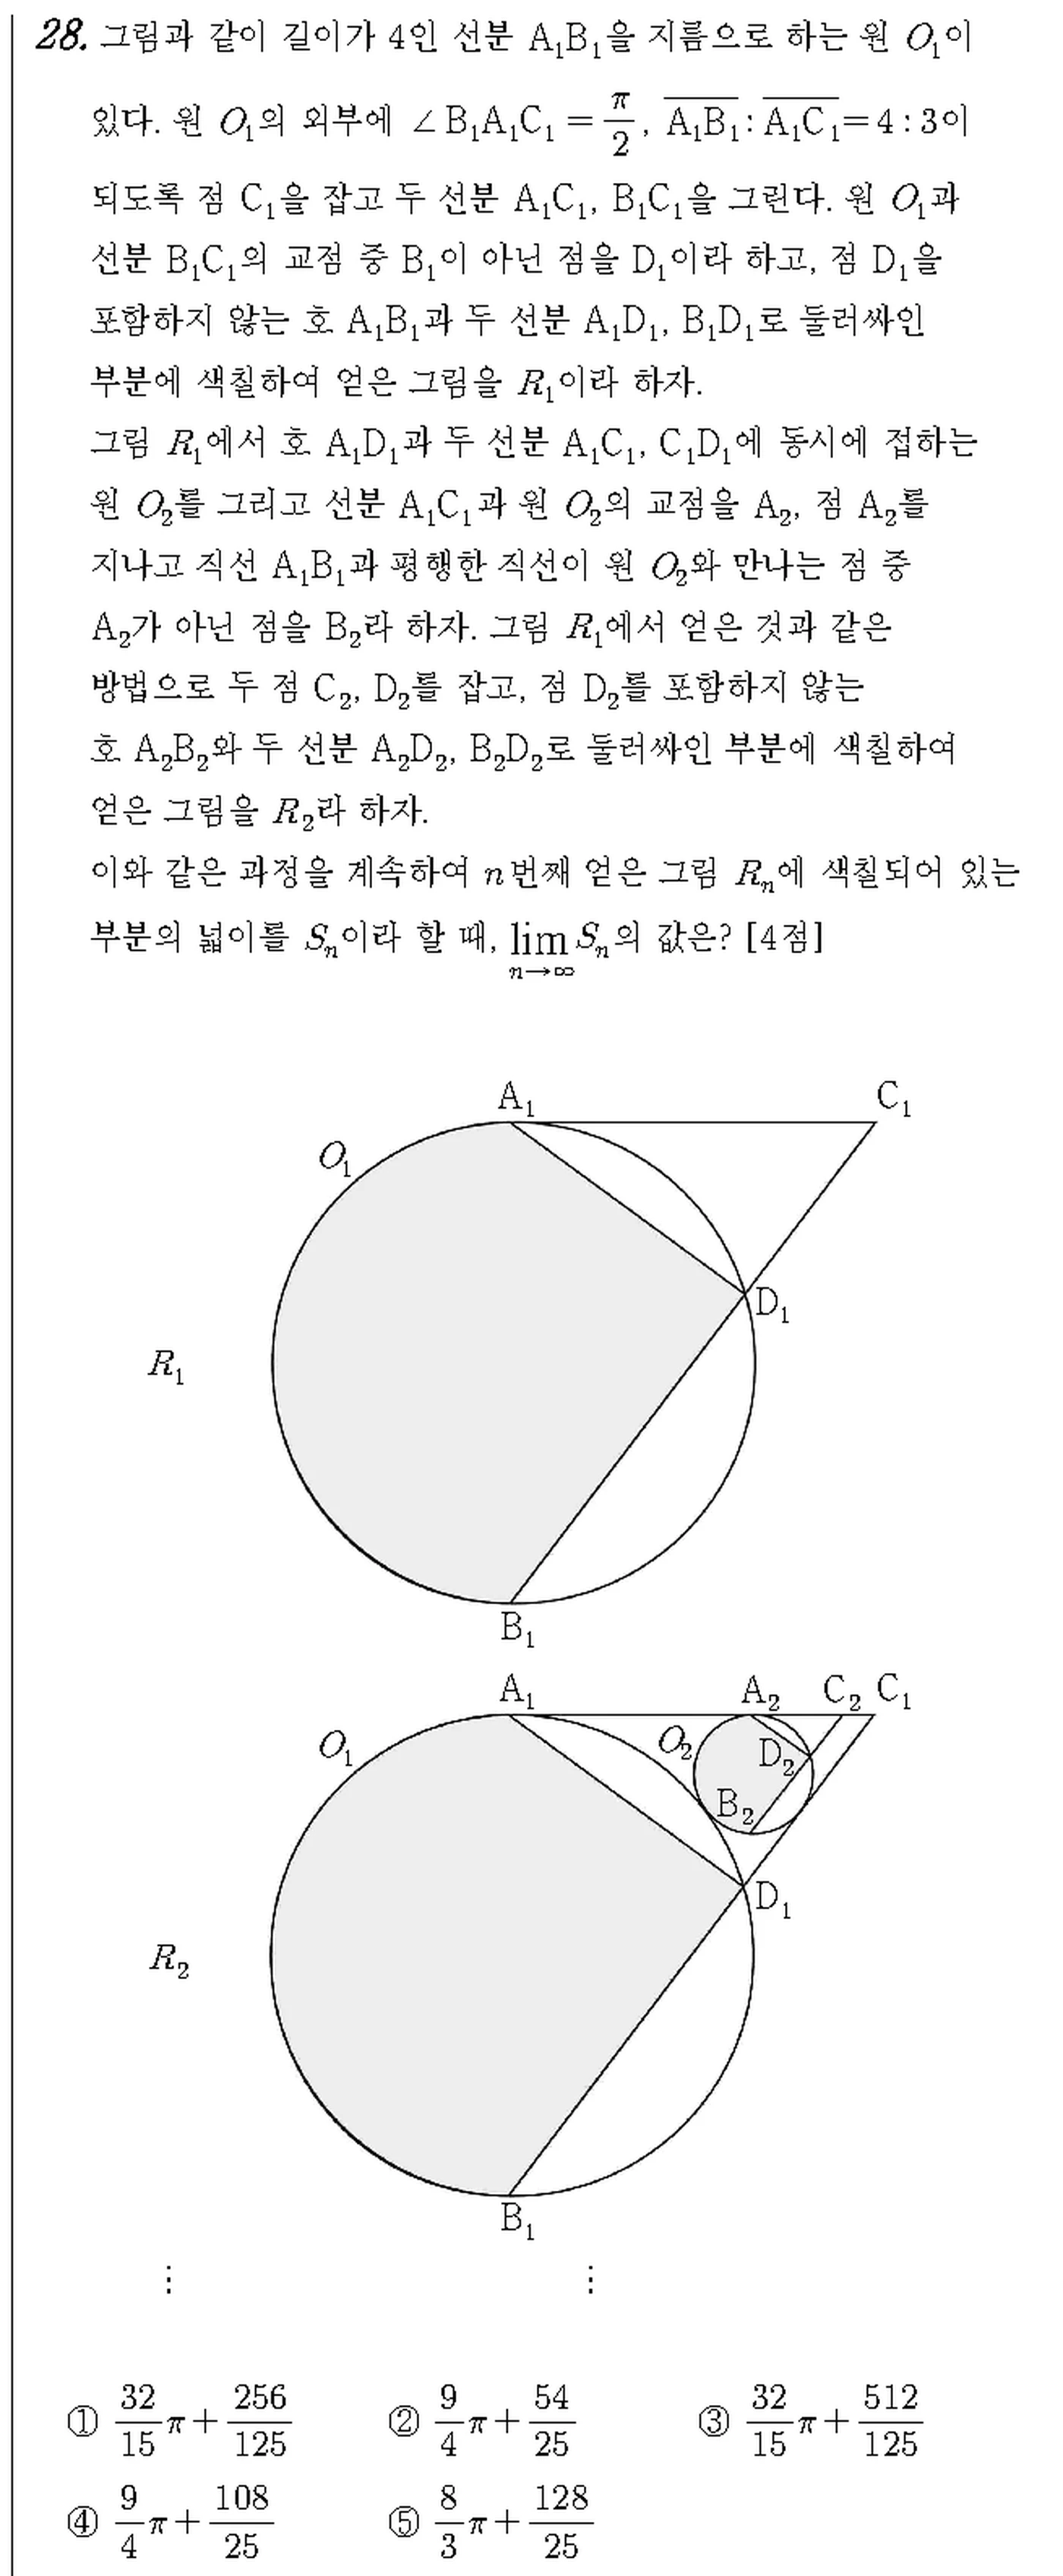 28. 그림과 같이 길이가 4인 선분 A₁B₁을 지름으로 하는 원 O₁이
있다. 원 O₁의 외부에 ∠B₁A₁C₁ = π/2, A̅₁B̅₁ : A̅₁C̅₁ = 4 : 3이
되도록 점 C₁을 잡고 두 선분 A₁C₁, B₁C₁을 그린다. 원 O₁과
선분 B₁C₁의 교점 중 B₁이 아닌 점을 D₁이라 하고, 점 D₁을
포함하지 않는 호 A₁B₁과 두 선분 A₁D₁, B₁D₁로 둘러싸인
부분에 색칠하여 얻은 그림을 R₁이라 하자.
그림 R₁에서 호 A₁D₁과 두 선분 A₁C₁, C₁D₁에 동시에 접하는
원 O₂를 그리고 선분 A₁C₁과 원 O₂의 교점을 A₂, 점 A₂를
지나고 직선 A₁B₁과 평행한 직선이 원 O₂와 만나는 점 중
A₂가 아닌 점을 B₂라 하자. 그림 R₁에서 얻은 것과 같은
방법으로 두 점 C₂, D₂를 잡고, 점 D₂를 포함하지 않는
호 A₂B₂와 두 선분 A₂D₂, B₂D₂로 둘러싸인 부분에 색칠하여
얻은 그림을 R₂라 하자.
이와 같은 과정을 계속하여 n번째 얻은 그림 Rₙ에 색칠되어 있는
부분의 넓이를 Sₙ이라 할 때, lim n→∞ Sₙ의 값은? [4점]
A₁ C₁
O₁
D₁
R₁
B₁
A₁ A₂ C₂ C₁
O₁ O₂
D₂
B₂
D₁
R₂
B₁
⋮ ⋮
① 32/15 π + 256/125 ② 9/4 π + 54/25 ③ 32/15 π + 512/125
④ 9/4 π + 108/25 ⑤ 8/3 π + 128/25